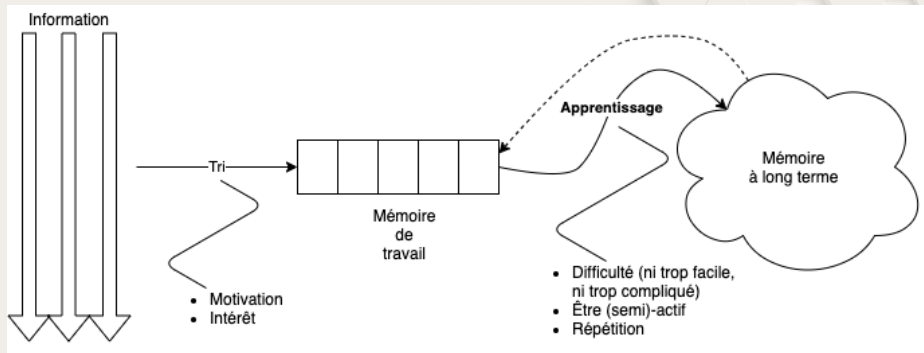 Information
Tri
Motivation
Intérêt
Mémoire
de
travail
Apprentissage
Difficulté (ni trop facile,
ni trop compliqué)
Être (semi)-actif
Répétition
Mémoire
à long terme